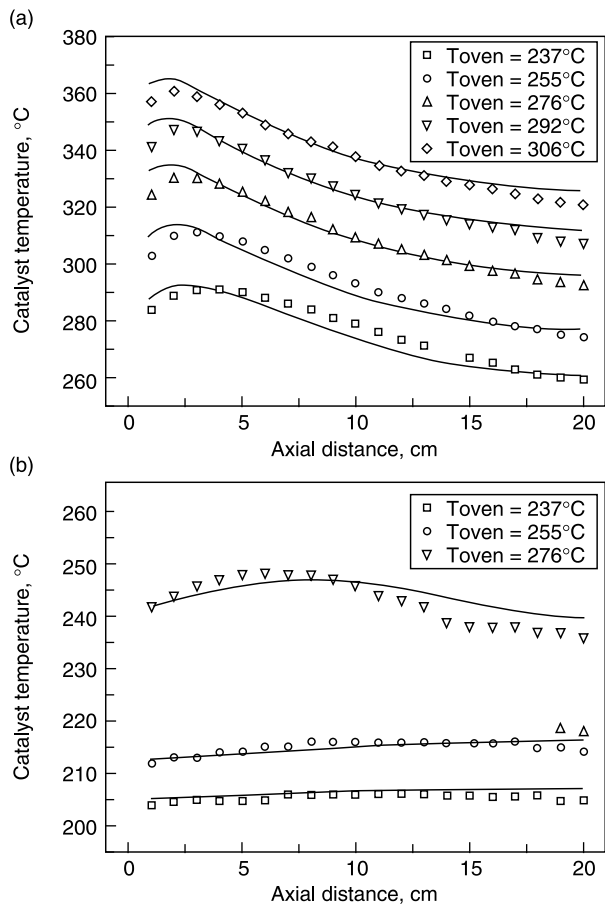 (a)
380
360
340
320
300
280
260
Catalyst temperature, °C
Toven = 237°C
Toven = 255°C
Toven = 276°C
Toven = 292°C
Toven = 306°C
0 5 10 15 20
Axial distance, cm
(b)
260
250
240
220
210
200
Catalyst temperature, °C
Toven = 237°C
Toven = 255°C
Toven = 276°C
0 5 10 15 20
Axial distance, cm